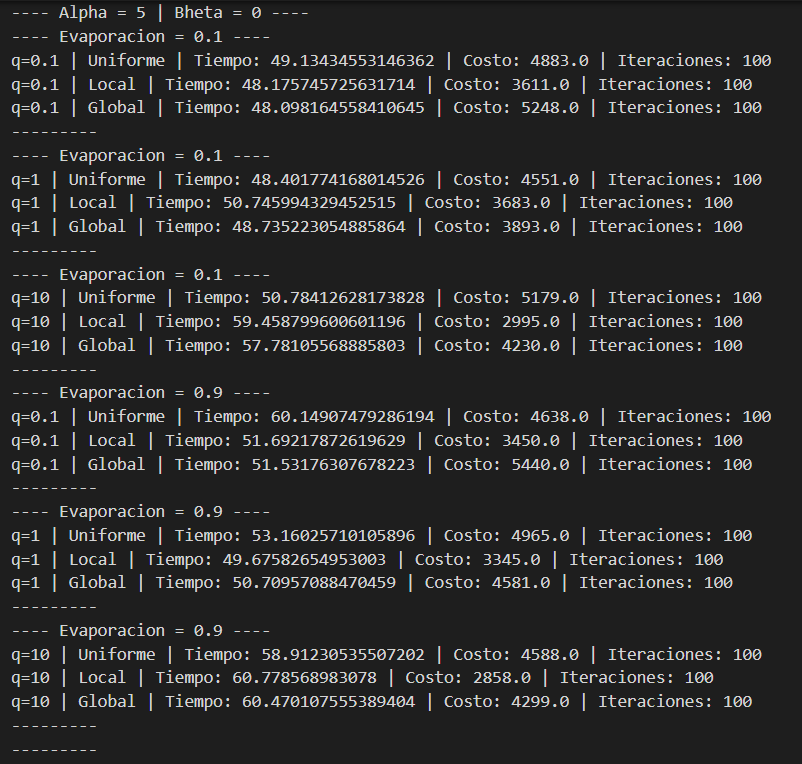 ---- Alpha = 5 | Bheta = 0 ----
---- Evaporacion = 0.1 ----
q=0.1 | Uniforme | Tiempo: 49.13434553146362 | Costo: 4883.0 | Iteraciones: 100
q=0.1 | Local | Tiempo: 48.175745725631714 | Costo: 3611.0 | Iteraciones: 100
q=0.1 | Global | Tiempo: 48.098164558410645 | Costo: 5248.0 | Iteraciones: 100
---------
---- Evaporacion = 0.1 ----
q=1 | Uniforme | Tiempo: 48.401774168014526 | Costo: 4551.0 | Iteraciones: 100
q=1 | Local | Tiempo: 50.745994329452515 | Costo: 3683.0 | Iteraciones: 100
q=1 | Global | Tiempo: 48.735223054885864 | Costo: 3893.0 | Iteraciones: 100
---------
---- Evaporacion = 0.1 ----
q=10 | Uniforme | Tiempo: 50.78412628173828 | Costo: 5179.0 | Iteraciones: 100
q=10 | Local | Tiempo: 59.458799600601196 | Costo: 2995.0 | Iteraciones: 100
q=10 | Global | Tiempo: 57.78105568885803 | Costo: 4230.0 | Iteraciones: 100
---------
---- Evaporacion = 0.9 ----
q=0.1 | Uniforme | Tiempo: 60.14907479286194 | Costo: 4638.0 | Iteraciones: 100
q=0.1 | Local | Tiempo: 51.69217872619629 | Costo: 3450.0 | Iteraciones: 100
q=0.1 | Global | Tiempo: 51.53176307678223 | Costo: 5440.0 | Iteraciones: 100
---------
---- Evaporacion = 0.9 ----
q=1 | Uniforme | Tiempo: 53.16025710105896 | Costo: 4965.0 | Iteraciones: 100
q=1 | Local | Tiempo: 49.67582654953003 | Costo: 3345.0 | Iteraciones: 100
q=1 | Global | Tiempo: 50.70957088470459 | Costo: 4581.0 | Iteraciones: 100
---------
---- Evaporacion = 0.9 ----
q=10 | Uniforme | Tiempo: 58.91230535507202 | Costo: 4588.0 | Iteraciones: 100
q=10 | Local | Tiempo: 60.778568983078 | Costo: 2858.0 | Iteraciones: 100
q=10 | Global | Tiempo: 60.470107555389404 | Costo: 4299.0 | Iteraciones: 100
---------
---------